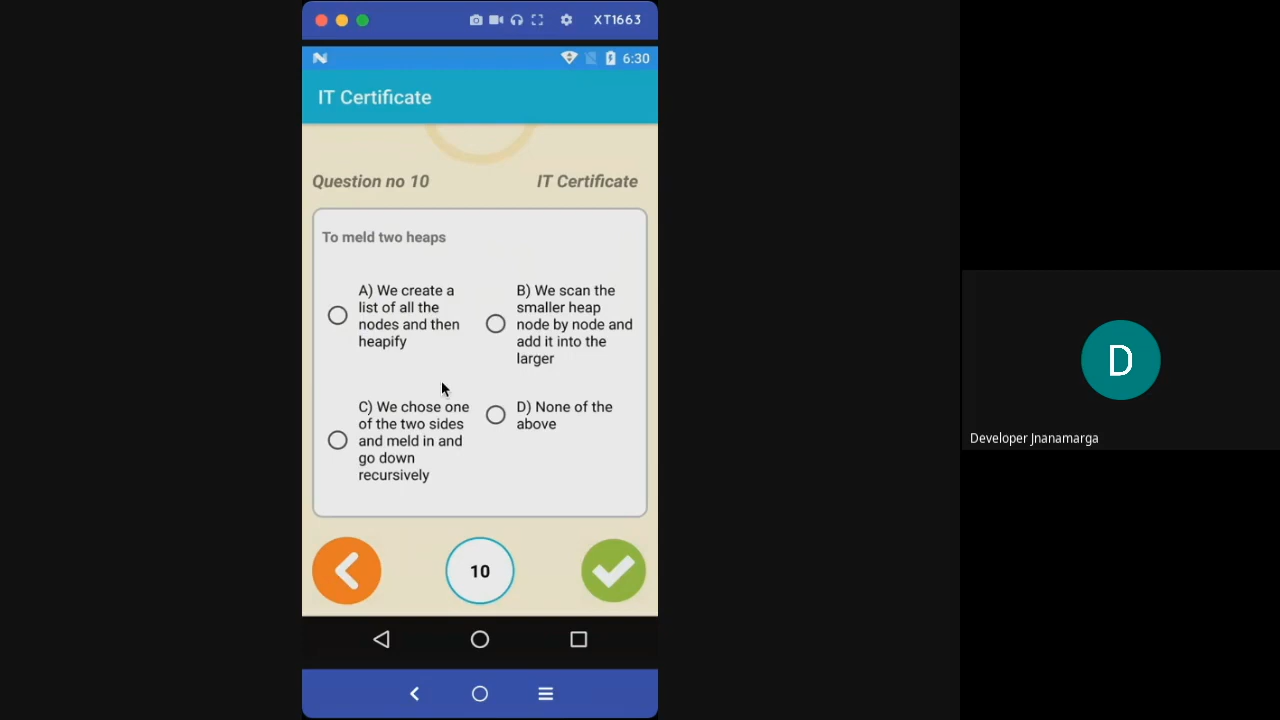 XT1663
6:30
IT Certificate
Question no 10
IT Certificate
To meld two heaps
A) We create a
list of all the
nodes and then
heapify
B) We scan the
smaller heap
node by node and
add it into the
larger
C) We chose one
of the two sides
and meld in and
go down
recursively
D) None of the
above
10
D
Developer Jnanamarga